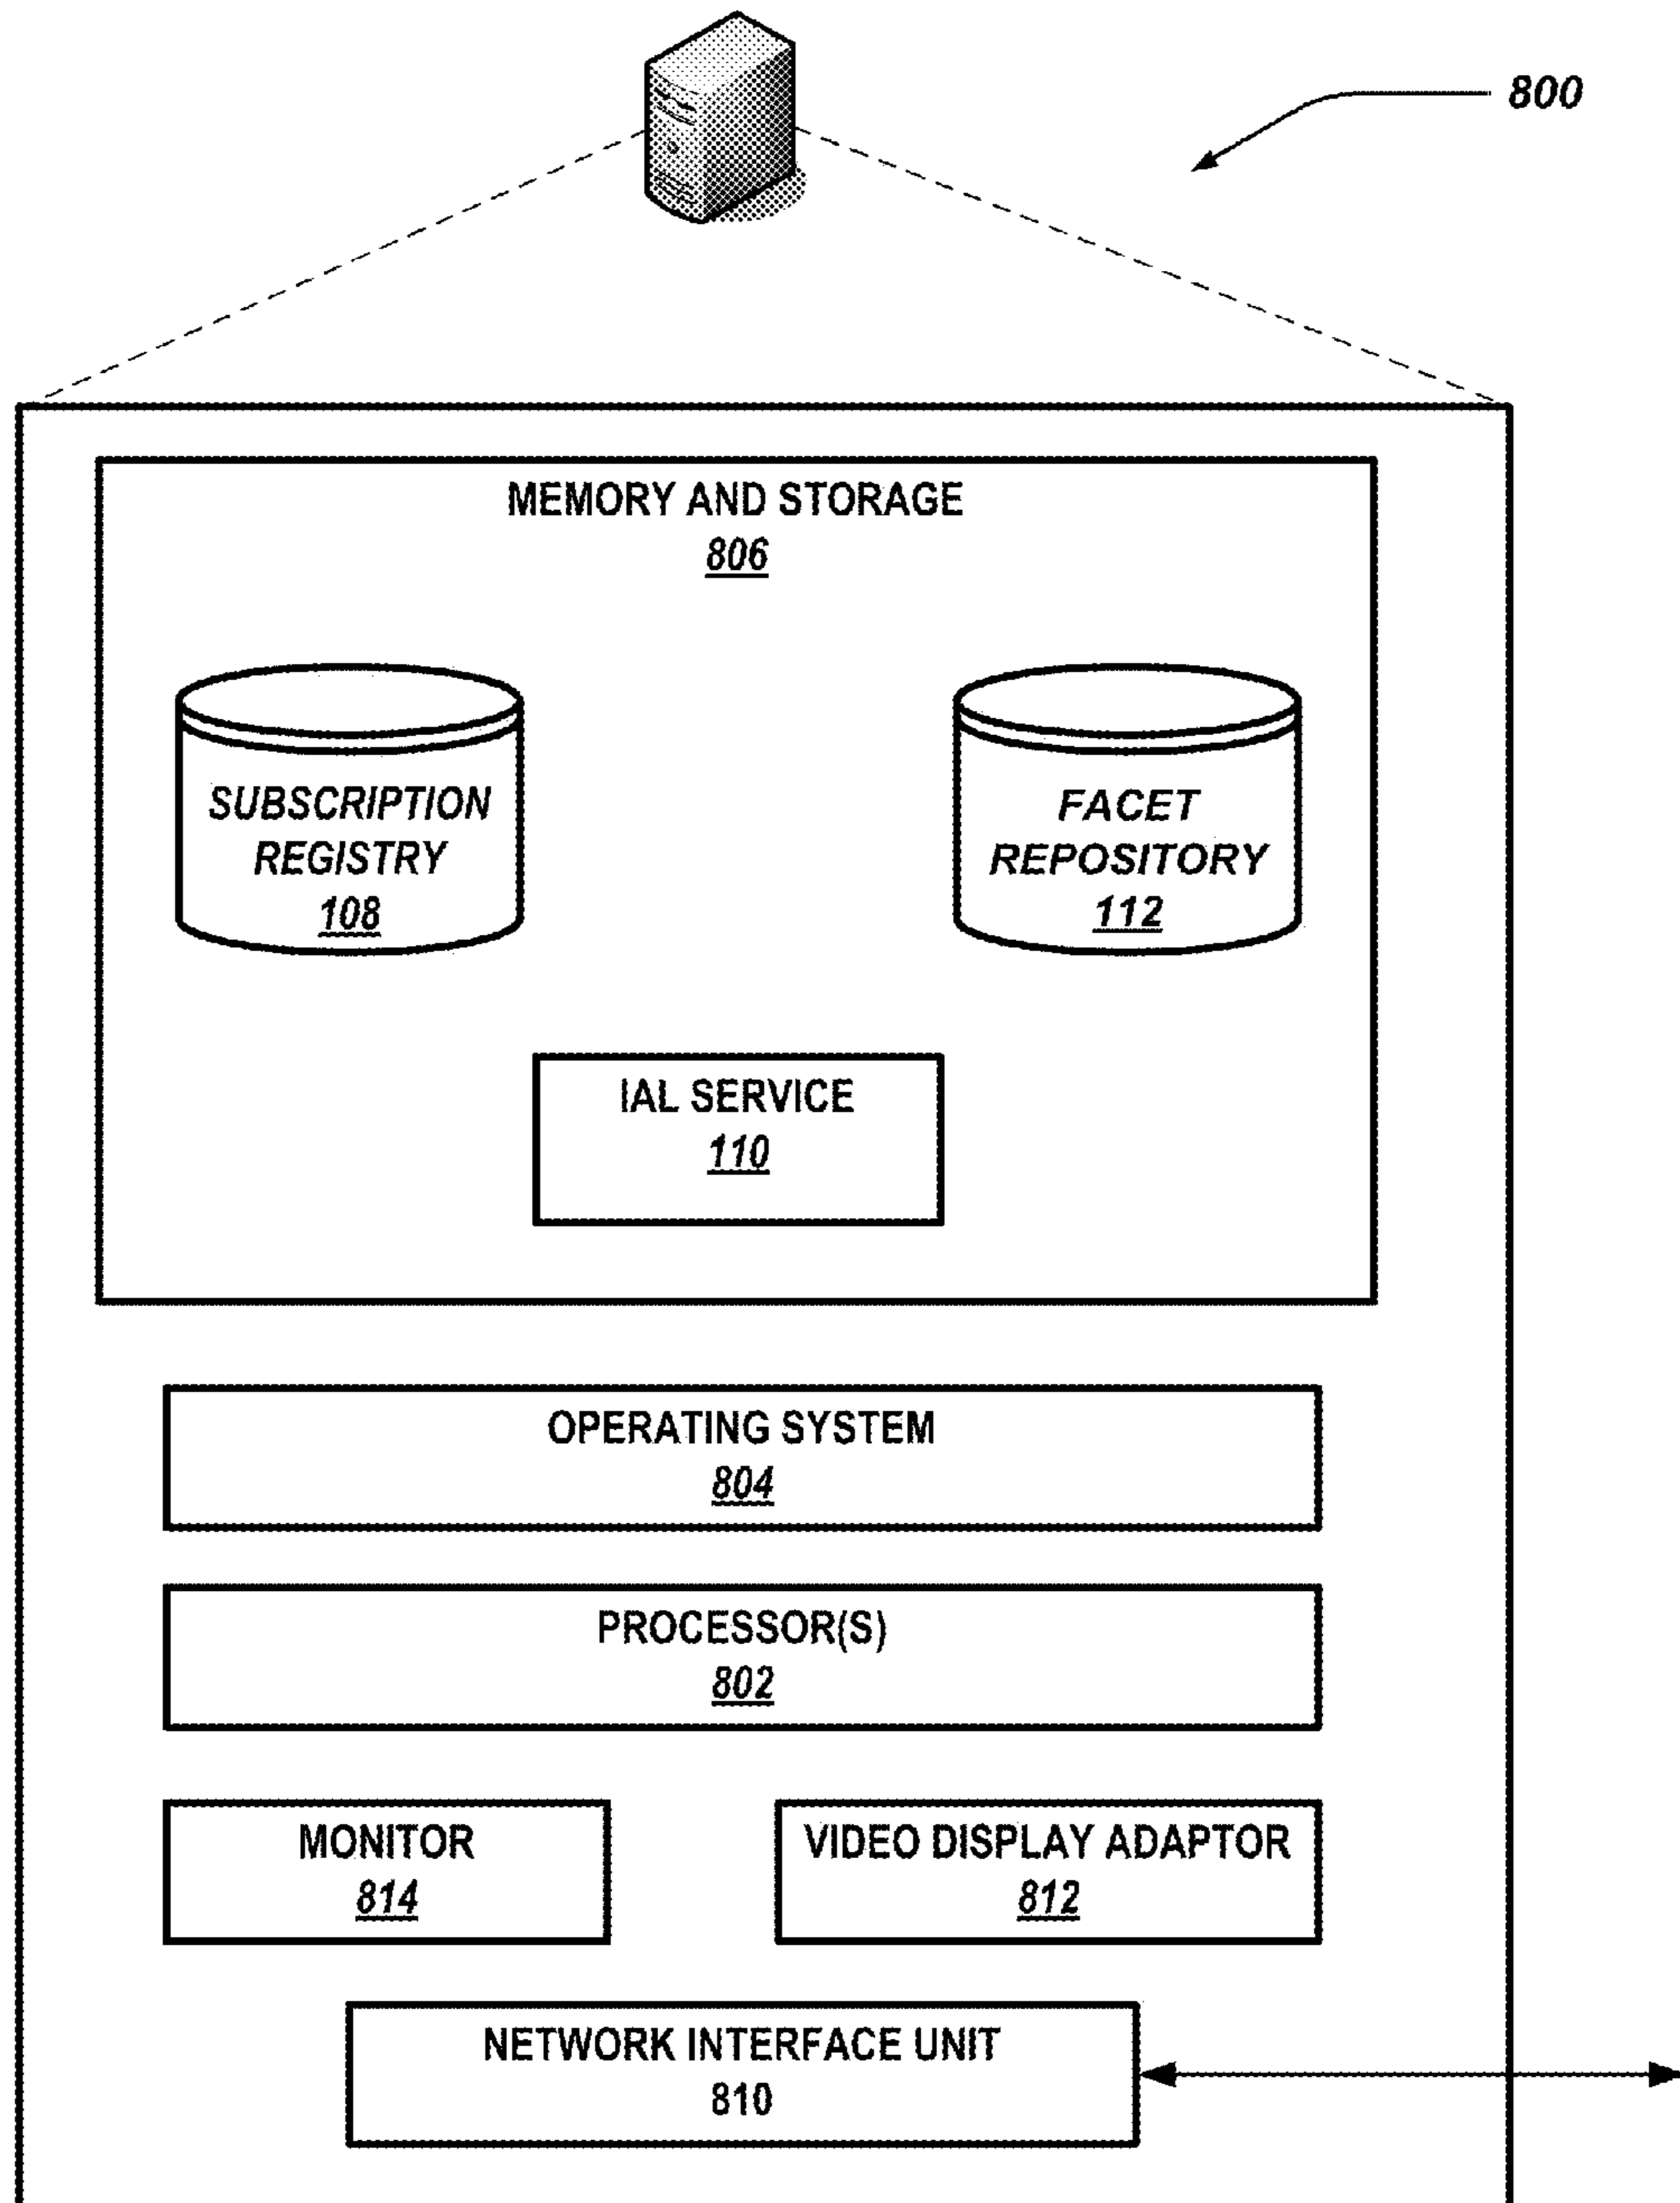 800
MEMORY AND STORAGE
806
SUBSCRIPTION
REGISTRY
108
FACET
REPOSITORY
112
IAL SERVICE
110
OPERATING SYSTEM
804
PROCESSOR(S)
802
MONITOR
814
VIDEO DISPLAY ADAPTOR
812
NETWORK INTERFACE UNIT
810